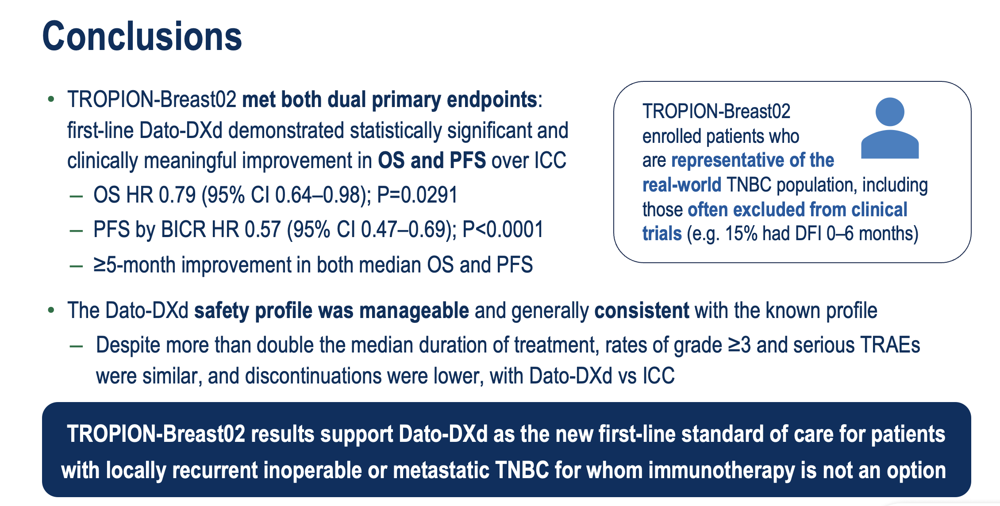 Conclusions
• TROPION-Breast02 met both dual primary endpoints:
first-line Dato-DXd demonstrated statistically significant and
clinically meaningful improvement in OS and PFS over ICC
– OS HR 0.79 (95% CI 0.64–0.98); P=0.0291
– PFS by BICR HR 0.57 (95% CI 0.47–0.69); P<0.0001
– ≥5-month improvement in both median OS and PFS
TROPION-Breast02
enrolled patients who
are representative of the
real-world TNBC population, including
those often excluded from clinical
trials (e.g. 15% had DFI 0–6 months)
• The Dato-DXd safety profile was manageable and generally consistent with the known profile
– Despite more than double the median duration of treatment, rates of grade ≥3 and serious TRAEs
were similar, and discontinuations were lower, with Dato-DXd vs ICC
TROPION-Breast02 results support Dato-DXd as the new first-line standard of care for patients
with locally recurrent inoperable or metastatic TNBC for whom immunotherapy is not an option